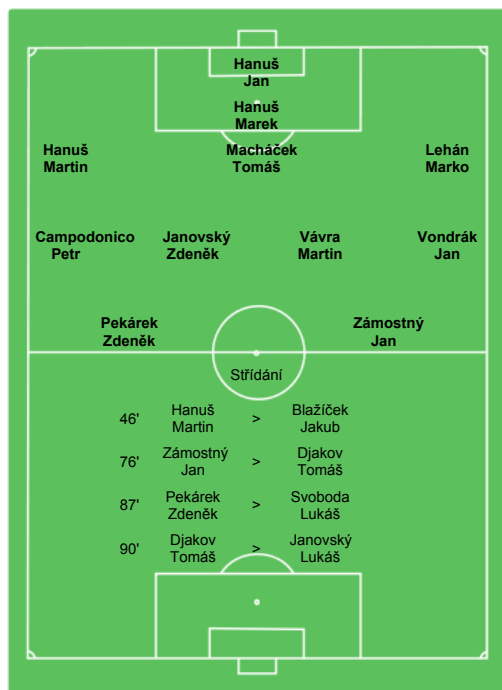 Hanuš
Jan
Hanuš
Marek
Hanuš
Martin
Macháček
Tomáš
Lehán
Marko
Campodonico
Petr
Janovský
Zdeněk
Vávra
Martin
Vondrák
Jan
Pekárek
Zdeněk
Zámostný
Jan
Střídání
46' Hanuš Martin > Blažíček Jakub
76' Zámostný Jan > Djakov Tomáš
87' Pekárek Zdeněk > Svoboda Lukáš
90' Djakov Tomáš > Janovský Lukáš